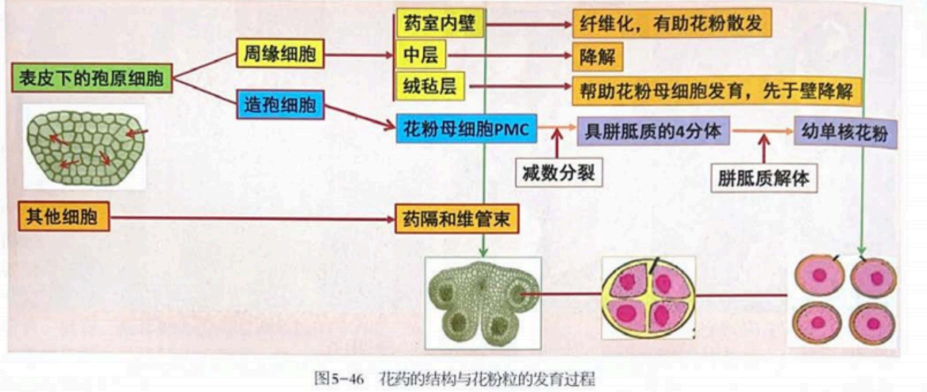 药室内壁
纤维化，有助花粉散发
周缘细胞
中层
降解
表皮下的孢原细胞
绒毡层
帮助花粉母细胞发育，先于壁降解
造孢细胞
花粉母细胞PMC
具胼胝质的4分体
幼单核花粉
减数分裂
胼胝质解体
其他细胞
药隔和维管束
图5-46 花药的结构与花粉粒的发育过程